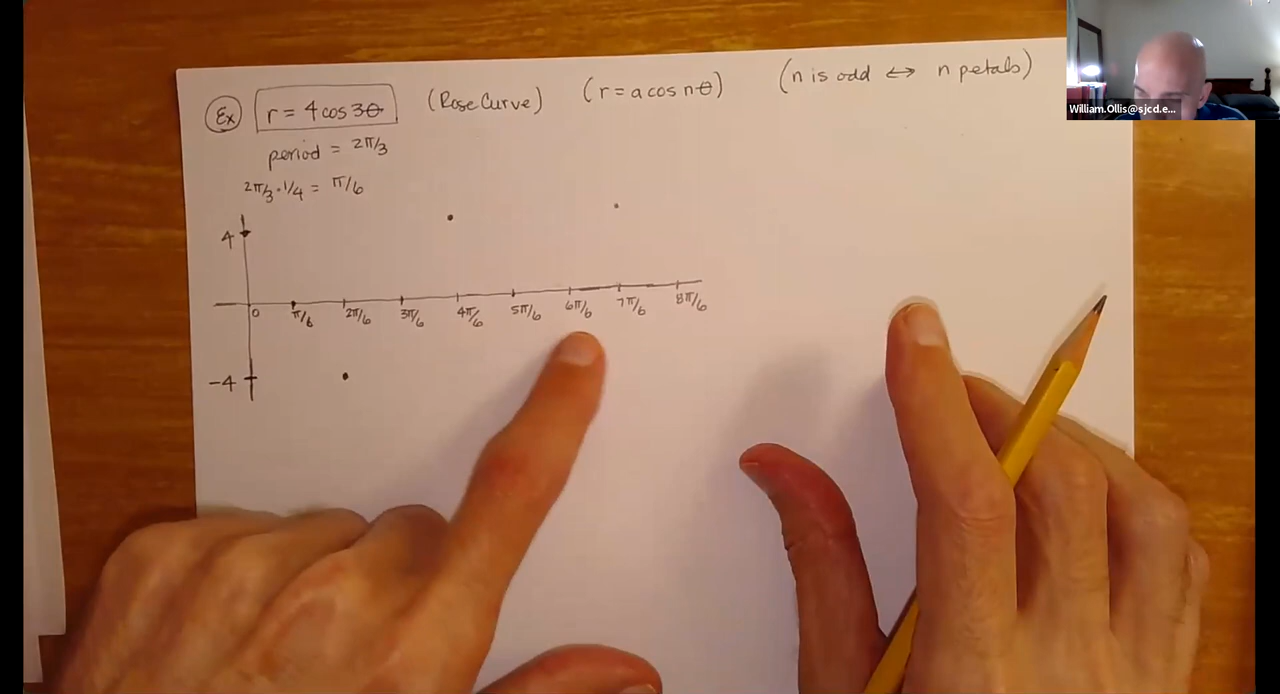 Ex r = 4 cos 3θ (Rose Curve) (r = a cos nθ) (n is odd ↔ n petals)
period = 2π/3
2π/3 · 1/4 = π/6
4
0 π/6 2π/6 3π/6 4π/6 5π/6 6π/6 7π/6 8π/6
-4
William.Ollis@sjcd.e...